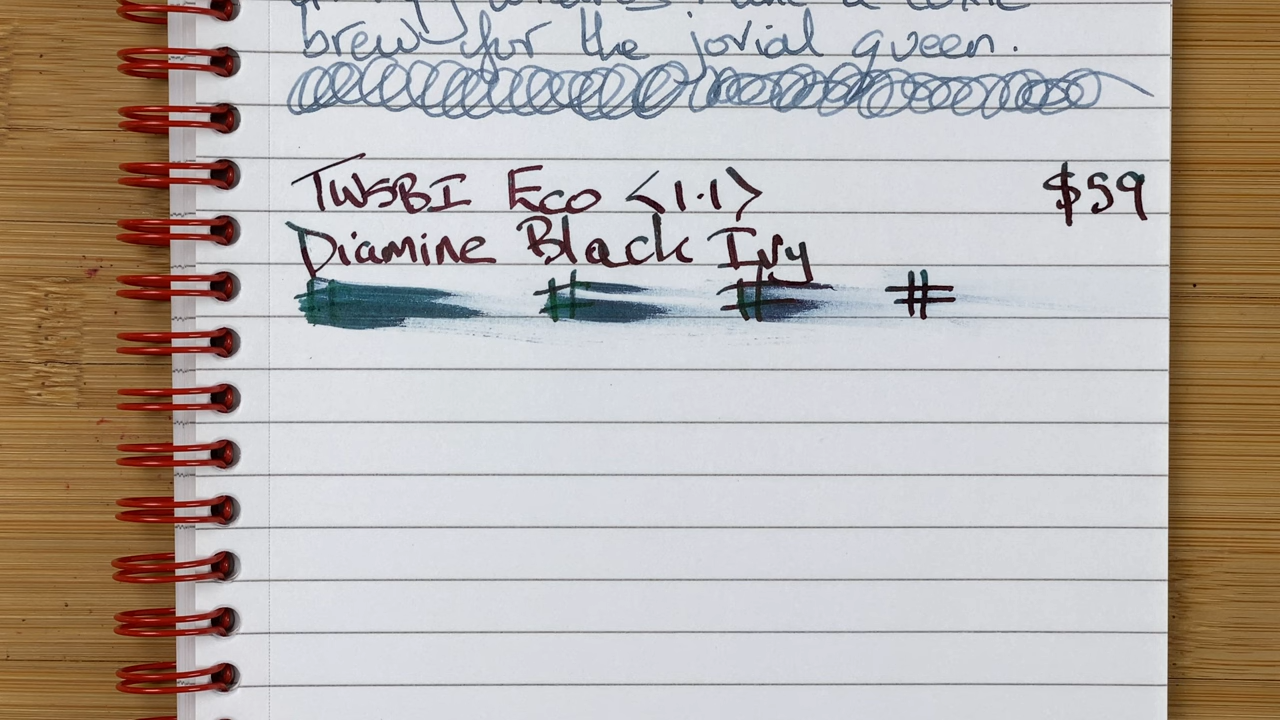 brew for the jovial queen.
TWSBI Eco <1.1> $59
Diamine Black Ivy
# # # #